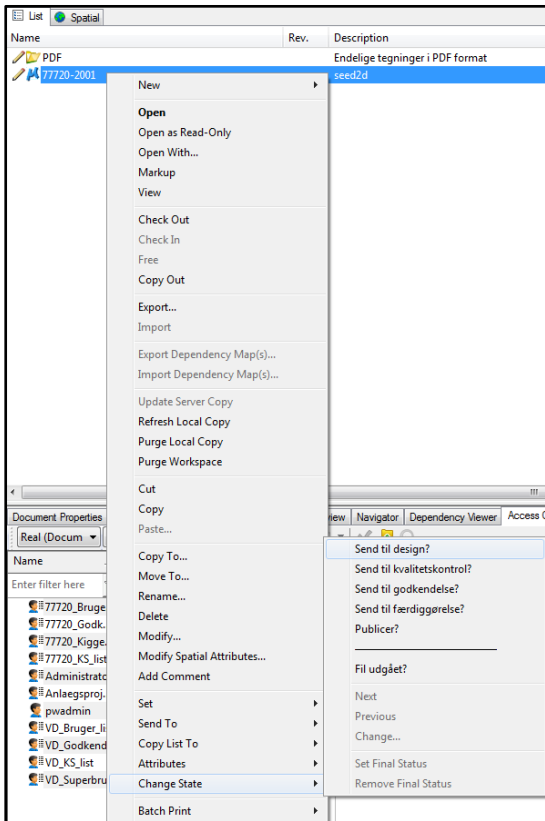 List
Spatial
Name
Rev.
Description
PDF
Endelige tegninger i PDF format
77720-2001
seed2d
New
Open
Open as Read-Only
Open With...
Markup
View
Check Out
Check In
Free
Copy Out
Export...
Import
Export Dependency Map(s)...
Import Dependency Map(s)...
Update Server Copy
Refresh Local Copy
Purge Local Copy
Purge Workspace
Cut
Copy
Paste...
Copy To...
Move To...
Rename...
Delete
Modify...
Modify Spatial Attributes...
Add Comment
Set
Send To
Copy List To
Attributes
Change State
Batch Print
Document Properties
Navigator
Dependency Viewer
Real (Docum
Name
Enter filter here
77720_Bruge
77720_Godk.
77720_Kigge
77720_KS_list
Administrato
Anlaegsproj.
pwadmin
VD_Bruger_li
VD_Godkend
VD_KS_list
VD_Superbru
Send til design?
Send til kvalitetskontrol?
Send til godkendelse?
Send til færdiggørelse?
Publicer?
Fil udgået?
Next
Previous
Change...
Set Final Status
Remove Final Status